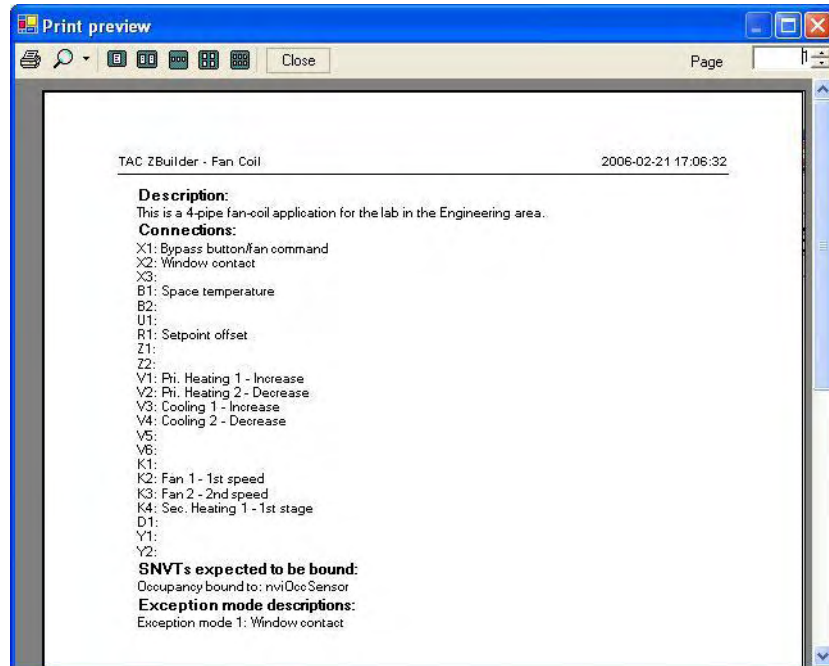 Print preview
Close
Page
1
TAC ZBuilder - Fan Coil
2006-02-21 17:06:32
Description:
This is a 4-pipe fan-coil application for the lab in the Engineering area.
Connections:
X1: Bypass button/fan command
X2: Window contact
X3:
B1: Space temperature
B2:
U1:
R1: Setpoint offset
Z1:
Z2:
V1: Pri. Heating 1 - Increase
V2: Pri. Heating 2 - Decrease
V3: Cooling 1 - Increase
V4: Cooling 2 - Decrease
V5:
V6:
K1:
K2: Fan 1 - 1st speed
K3: Fan 2 - 2nd speed
K4: Sec. Heating 1 - 1st stage
D1:
Y1:
Y2:
SNVTs expected to be bound:
Occupancy bound to: nviOccSensor
Exception mode descriptions:
Exception mode 1: Window contact